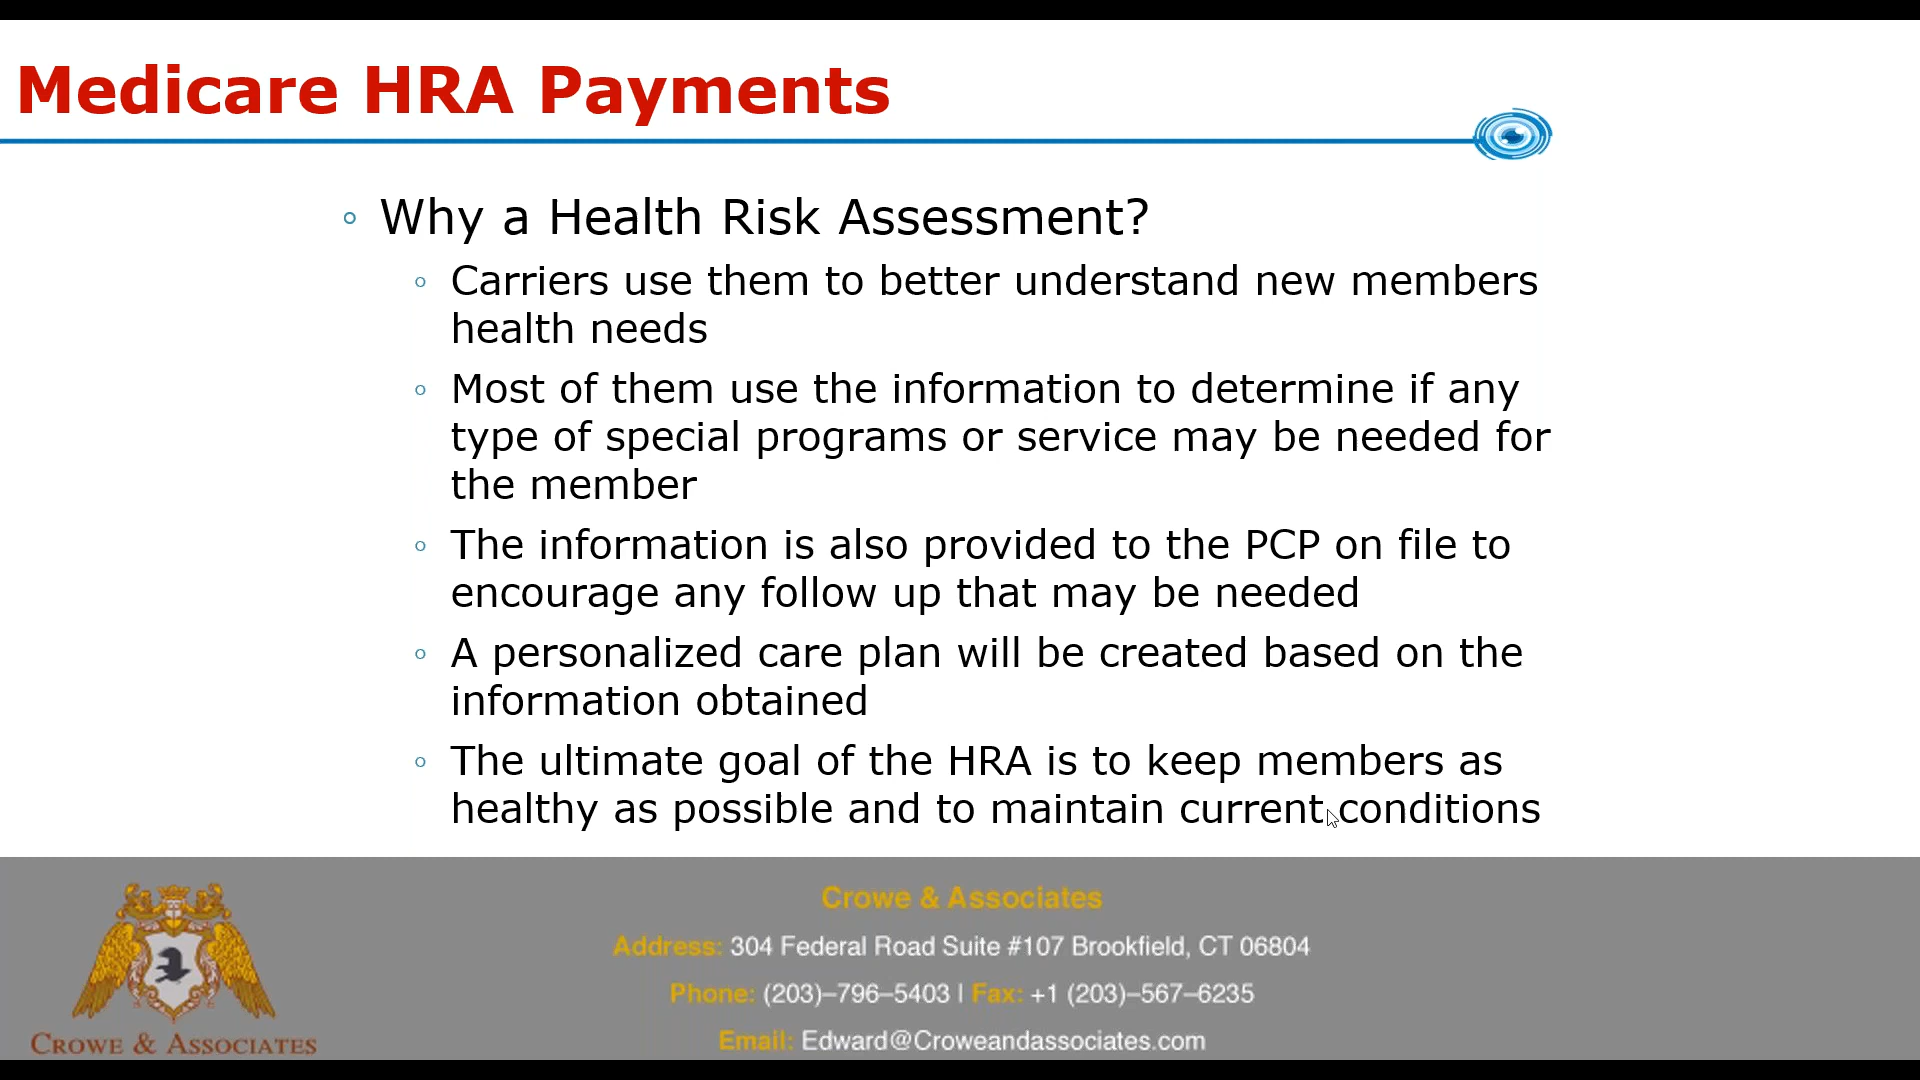 Medicare HRA Payments
Why a Health Risk Assessment?
Carriers use them to better understand new members
health needs
Most of them use the information to determine if any
type of special programs or service may be needed for
the member
The information is also provided to the PCP on file to
encourage any follow up that may be needed
A personalized care plan will be created based on the
information obtained
The ultimate goal of the HRA is to keep members as
healthy as possible and to maintain current conditions
Crowe & Associates
Address: 304 Federal Road Suite #107 Brookfield, CT 06804
Phone: (203)–796–5403 | Fax: +1 (203)–567–6235
Email: Edward@Croweandassociates.com
CROWE & ASSOCIATES